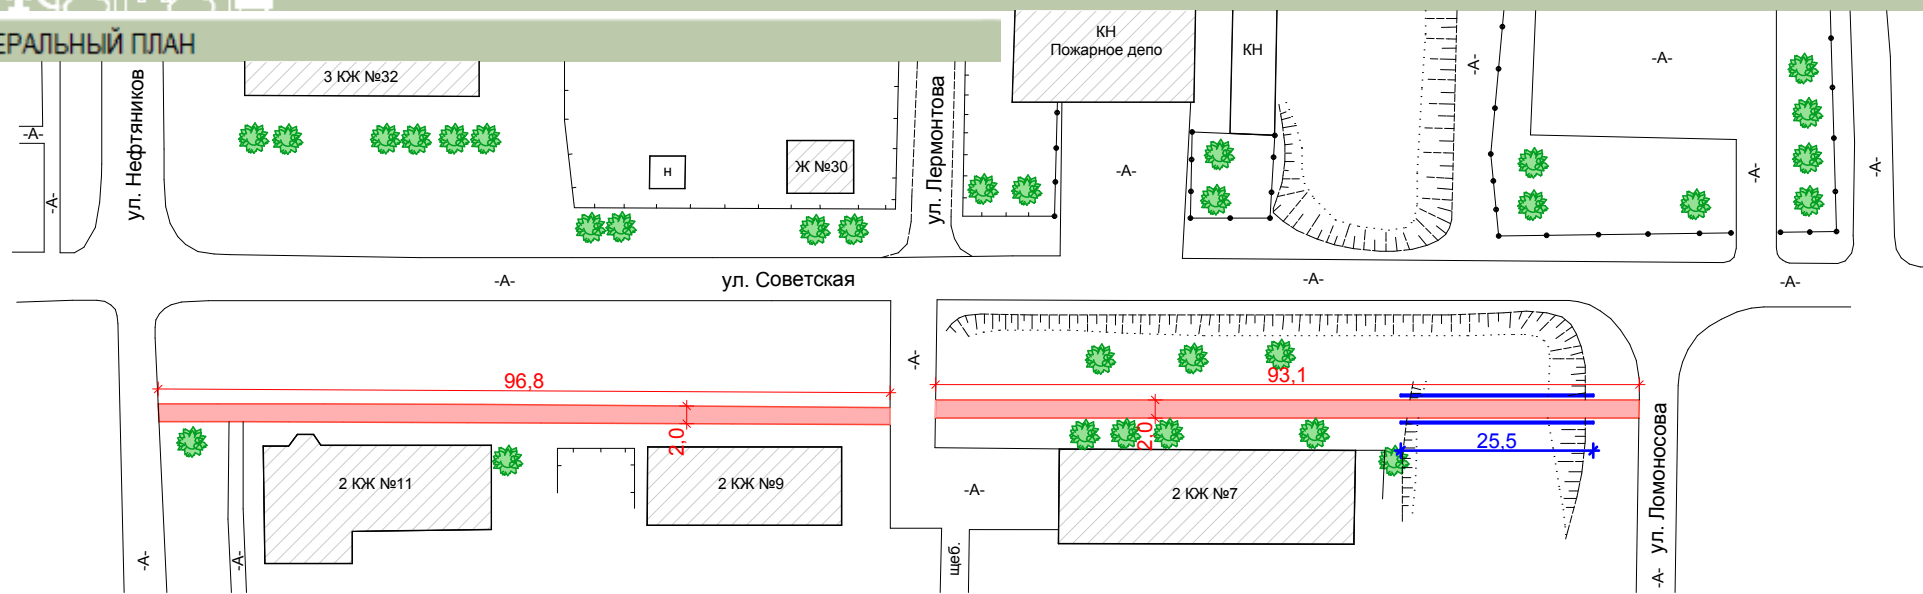 ЕРАЛЬНЫЙ ПЛАН
КН
Пожарное депо
КН
-А-
-А-
3 КЖ №32
ул. Нефтяников
ул. Лермонтова
-А-
-А-
н
Ж №30
-А-
-А-
-А-
-А-
ул. Советская
-А-
-А-
-А-
-А-
96,8
93,1
2,0
2,0
25,5
2 КЖ №11
2 КЖ №9
-А-
2 КЖ №7
ул. Ломоносова
-А-
-А-
щеб.
-А-